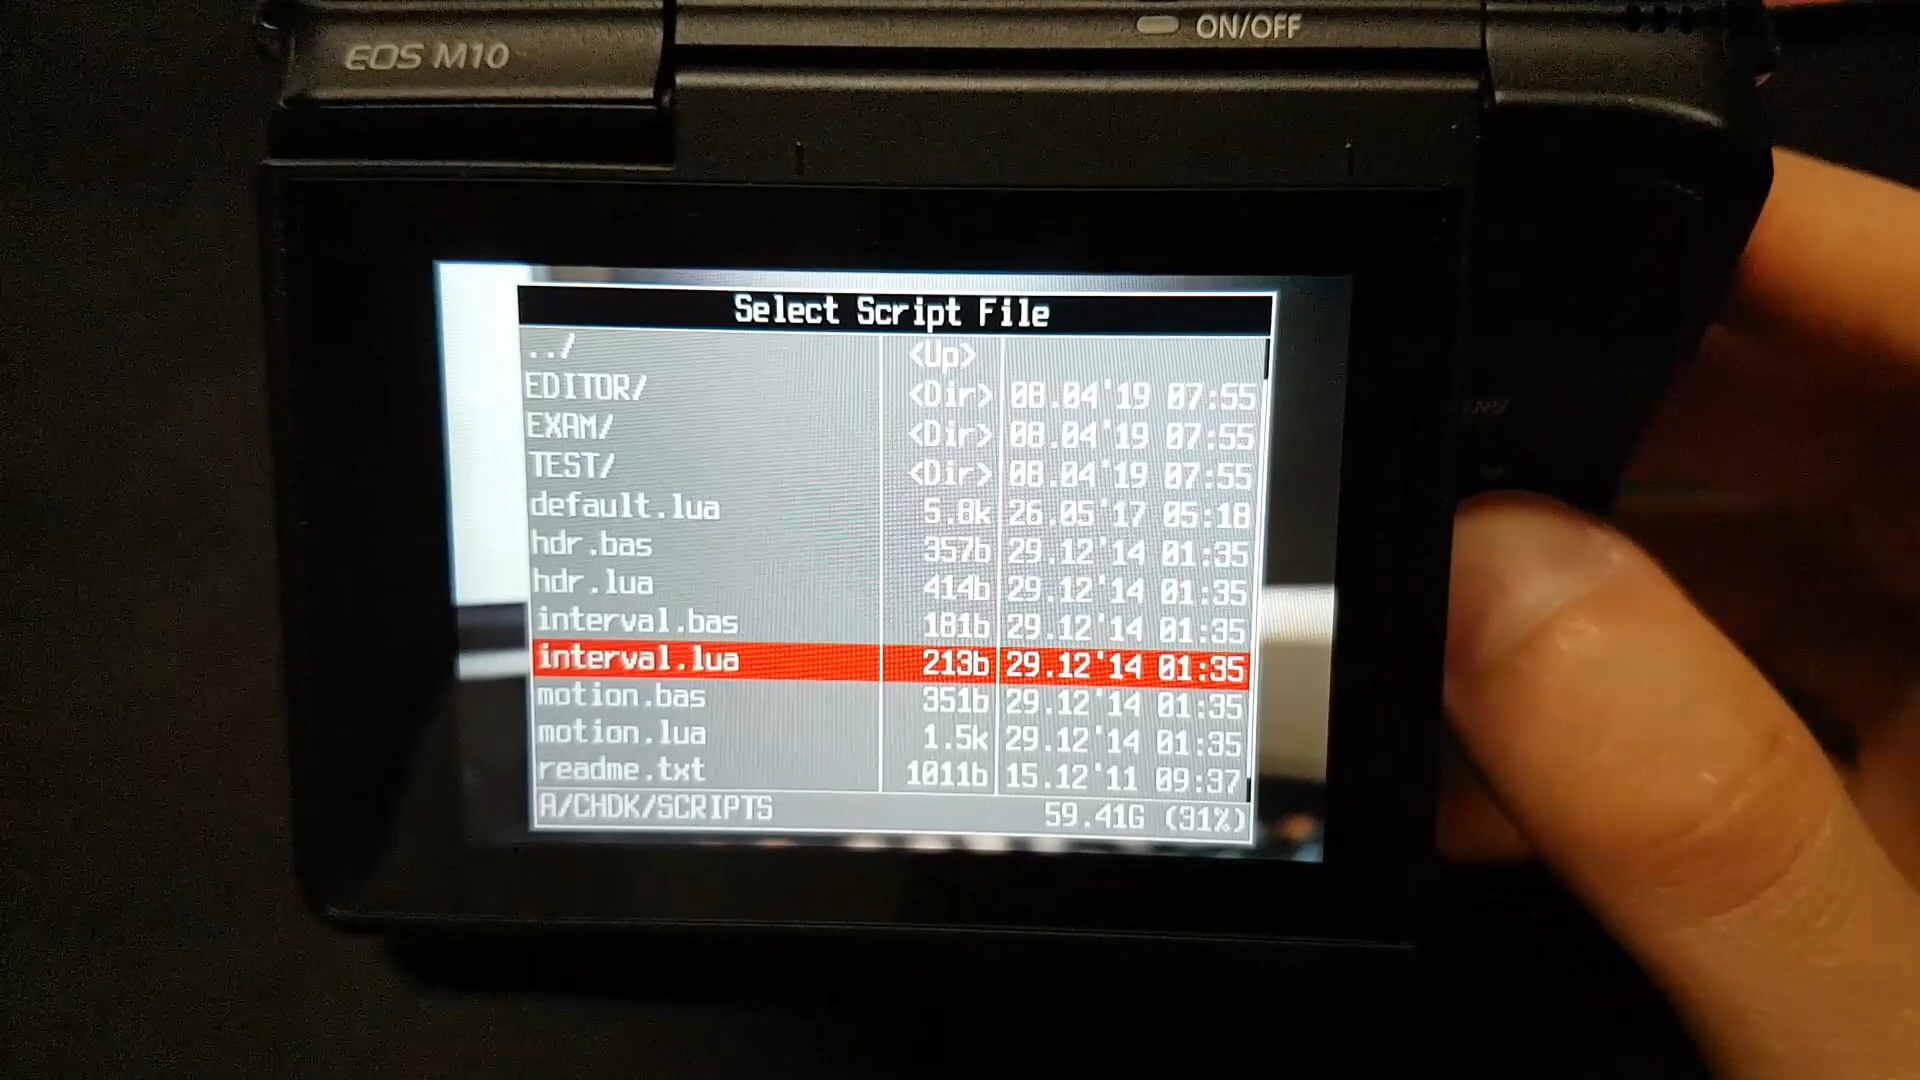 EOS M10
ON/OFF
Select Script File
../ <Up>
EDITOR/ <Dir> 08.04'19 07:55
EXAM/ <Dir> 08.04'19 07:55
TEST/ <Dir> 08.04'19 07:55
default.lua 5.8k 26.05'17 05:18
hdr.bas 357b 29.12'14 01:35
hdr.lua 414b 29.12'14 01:35
interval.bas 181b 29.12'14 01:35
interval.lua 213b 29.12'14 01:35
motion.bas 351b 29.12'14 01:35
motion.lua 1.5k 29.12'14 01:35
readme.txt 1011b 15.12'11 09:37
A/CHDK/SCRIPTS 59.41G (31%)